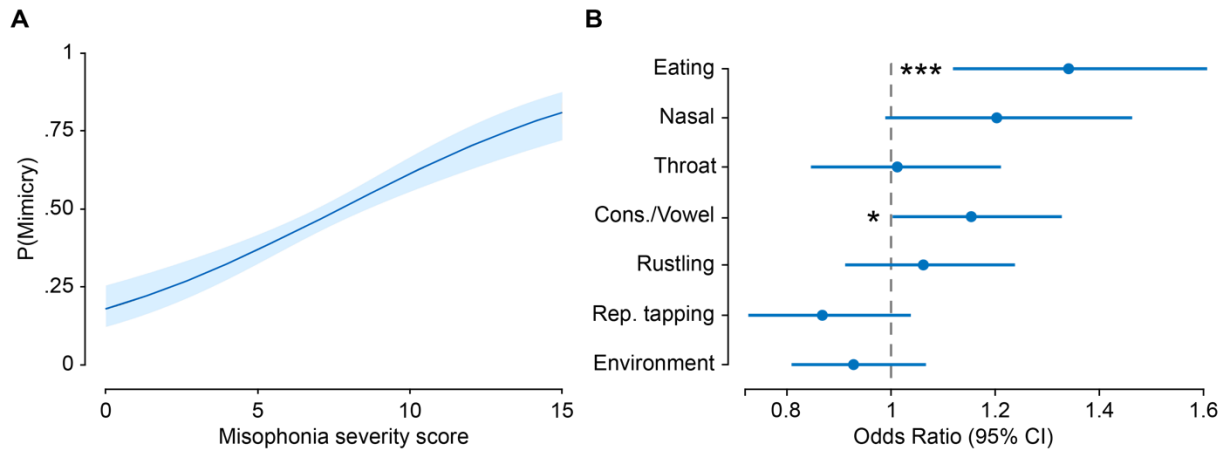 A
P(Mimicry)
1
.75
.50
.25
0
0 5 10 15
Misophonia severity score
B
Eating ***
Nasal
Throat
Cons./Vowel *
Rustling
Rep. tapping
Environment
0.8 1 1.2 1.4 1.6
Odds Ratio (95% CI)